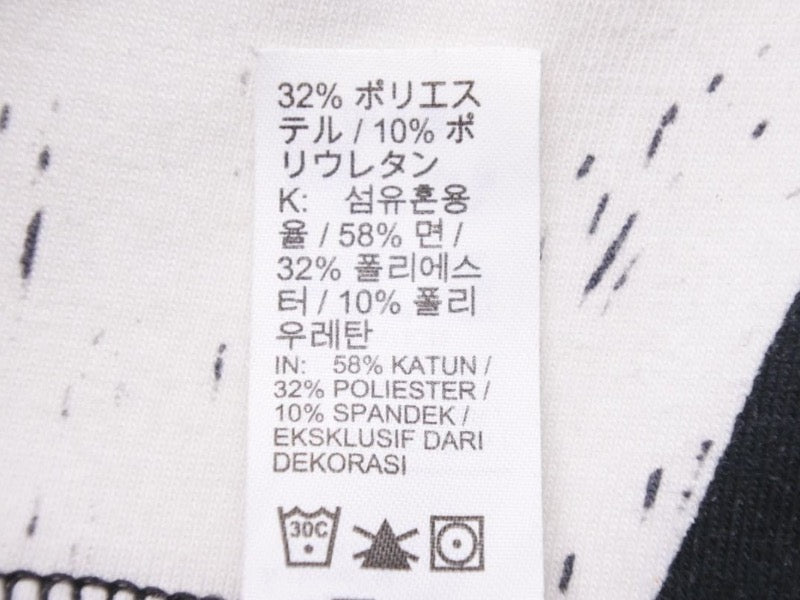 32% ポリエス
テル / 10% ポ
リウレタン
K: 섬유혼용
율 / 58% 면 /
32% 폴리에스
터 / 10% 폴리
우레탄
IN: 58% KATUN /
32% POLIESTER /
10% SPANDEK /
EKSKLUSIF DARI
DEKORASI
30C